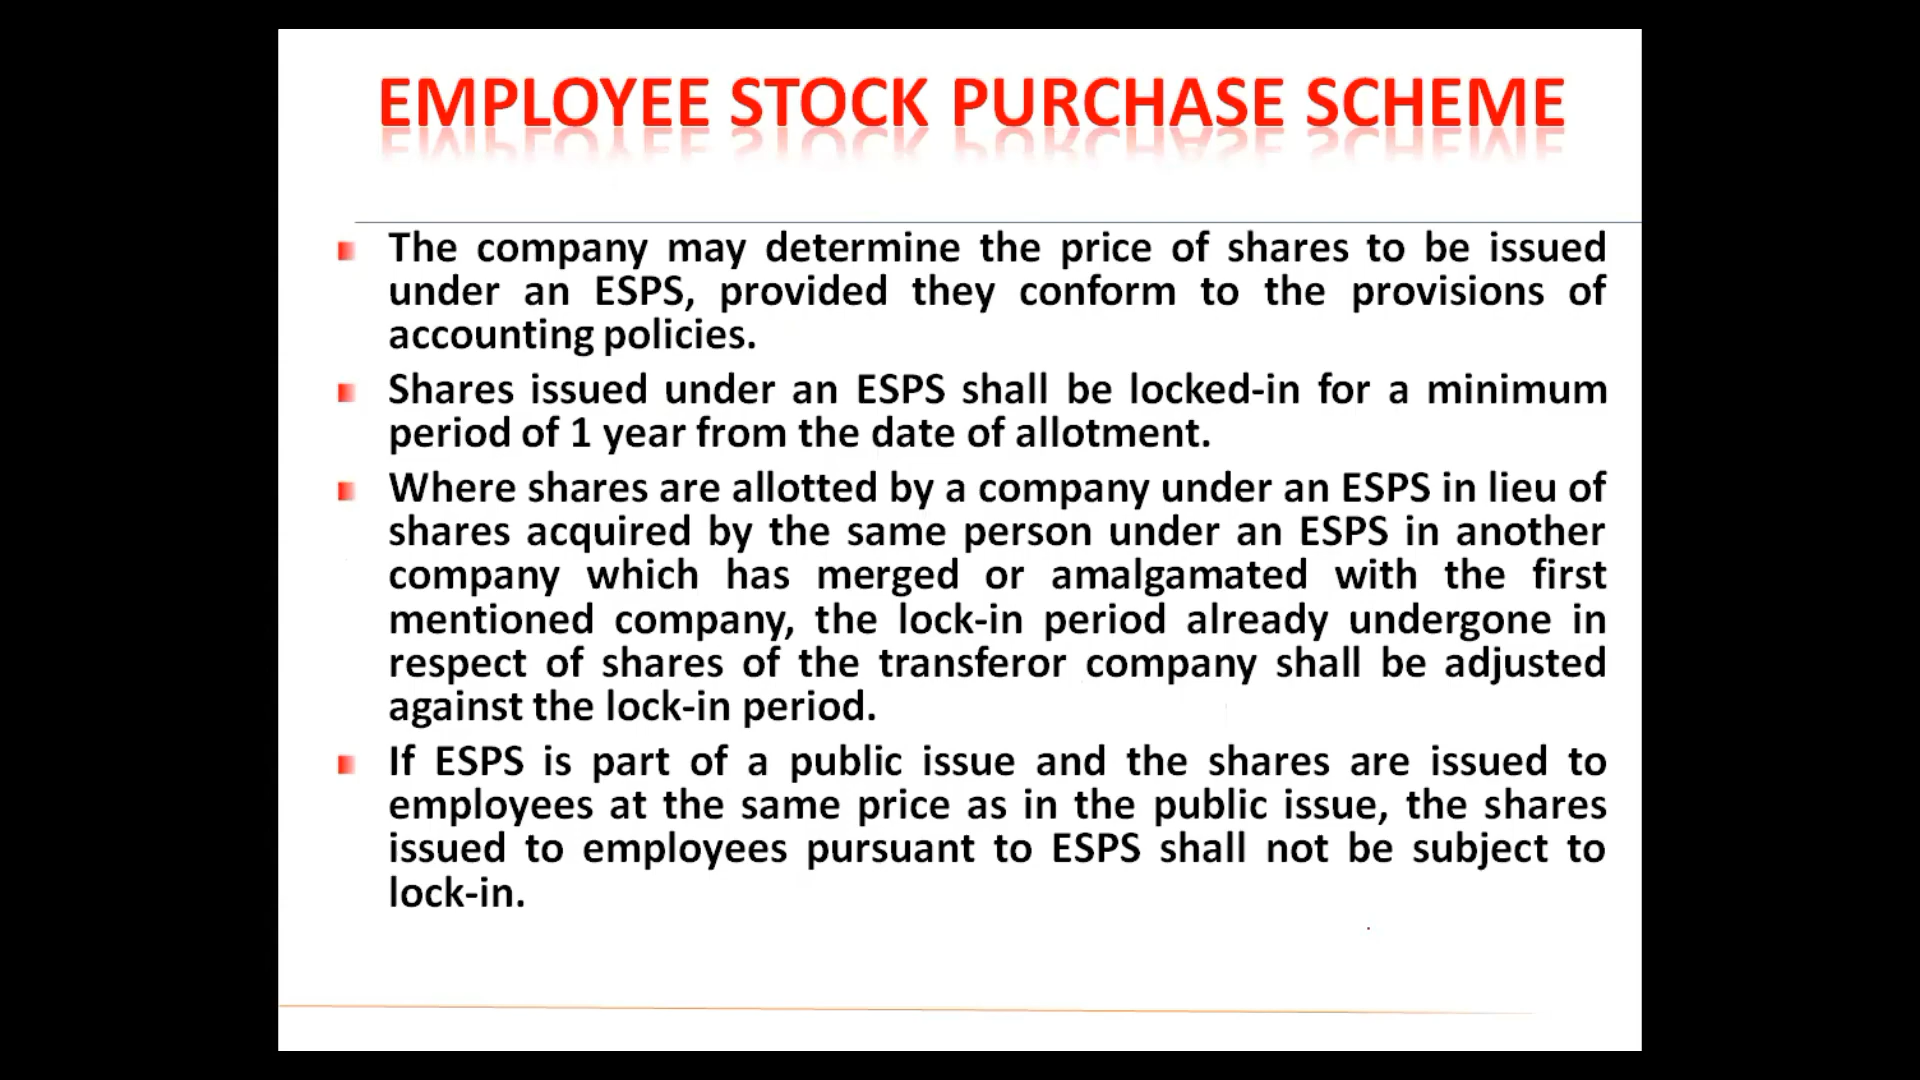 EMPLOYEE STOCK PURCHASE SCHEME
The company may determine the price of shares to be issued
under an ESPS, provided they conform to the provisions of
accounting policies.
Shares issued under an ESPS shall be locked-in for a minimum
period of 1 year from the date of allotment.
Where shares are allotted by a company under an ESPS in lieu of
shares acquired by the same person under an ESPS in another
company which has merged or amalgamated with the first
mentioned company, the lock-in period already undergone in
respect of shares of the transferor company shall be adjusted
against the lock-in period.
If ESPS is part of a public issue and the shares are issued to
employees at the same price as in the public issue, the shares
issued to employees pursuant to ESPS shall not be subject to
lock-in.